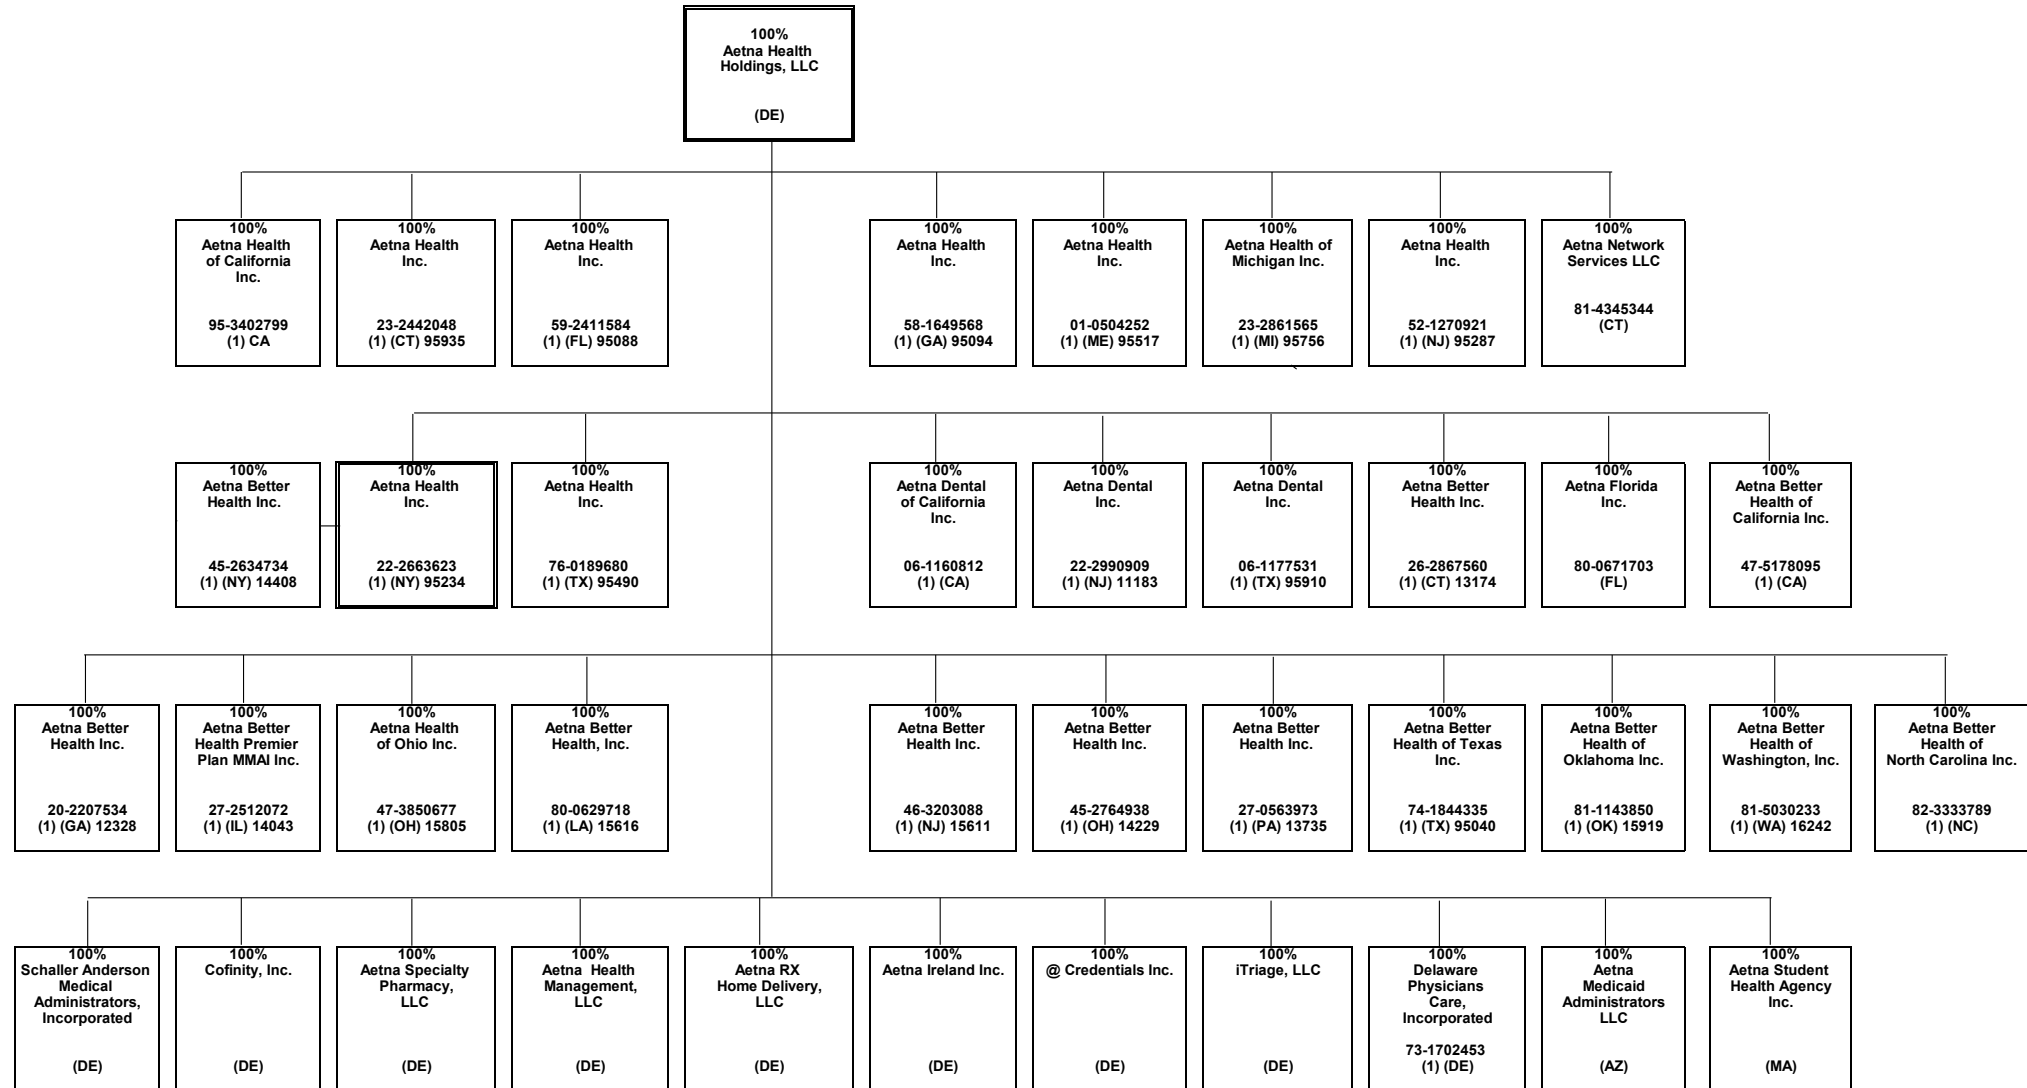 100%
Aetna Health
Holdings, LLC
(DE)
100%
Aetna Health
of California
Inc.
95-3402799
(1) CA
100%
Aetna Health
Inc.
23-2442048
(1) (CT) 95935
100%
Aetna Health
Inc.
59-2411584
(1) (FL) 95088
100%
Aetna Health
Inc.
58-1649568
(1) (GA) 95094
100%
Aetna Health
Inc.
01-0504252
(1) (ME) 95517
100%
Aetna Health of
Michigan Inc.
23-2861565
(1) (MI) 95756
100%
Aetna Health
Inc.
52-1270921
(1) (NJ) 95287
100%
Aetna Network
Services LLC
81-4345344
(CT)
100%
Aetna Better
Health Inc.
45-2634734
(1) (NY) 14408
100%
Aetna Health
Inc.
22-2663623
(1) (NY) 95234
100%
Aetna Health
Inc.
76-0189680
(1) (TX) 95490
100%
Aetna Dental
of California
Inc.
06-1160812
(1) (CA)
100%
Aetna Dental
Inc.
22-2990909
(1) (NJ) 11183
100%
Aetna Dental
Inc.
06-1177531
(1) (TX) 95910
100%
Aetna Better
Health Inc.
26-2867560
(1) (CT) 13174
100%
Aetna Florida
Inc.
80-0671703
(FL)
100%
Aetna Better
Health of
California Inc.
47-5178095
(1) (CA)
100%
Aetna Better
Health Inc.
20-2207534
(1) (GA) 12328
100%
Aetna Better
Health Premier
Plan MMAI Inc.
27-2512072
(1) (IL) 14043
100%
Aetna Health
of Ohio Inc.
47-3850677
(1) (OH) 15805
100%
Aetna Better
Health, Inc.
80-0629718
(1) (LA) 15616
100%
Aetna Better
Health Inc.
46-3203088
(1) (NJ) 15611
100%
Aetna Better
Health Inc.
45-2764938
(1) (OH) 14229
100%
Aetna Better
Health Inc.
27-0563973
(1) (PA) 13735
100%
Aetna Better
Health of Texas
Inc.
74-1844335
(1) (TX) 95040
100%
Aetna Better
Health of
Oklahoma Inc.
81-1143850
(1) (OK) 15919
100%
Aetna Better
Health of
Washington, Inc.
81-5030233
(1) (WA) 16242
100%
Aetna Better
Health of
North Carolina Inc.
82-3333789
(1) (NC)
100%
Schaller Anderson
Medical
Administrators,
Incorporated
(DE)
100%
Cofinity, Inc.
(DE)
100%
Aetna Specialty
Pharmacy,
LLC
(DE)
100%
Aetna Health
Management,
LLC
(DE)
100%
Aetna RX
Home Delivery,
LLC
(DE)
100%
Aetna Ireland Inc.
(DE)
100%
@ Credentials Inc.
(DE)
100%
iTriage, LLC
(DE)
100%
Delaware
Physicians
Care,
Incorporated
73-1702453
(1) (DE)
100%
Aetna
Medicaid
Administrators
LLC
(AZ)
100%
Aetna Student
Health Agency
Inc.
(MA)